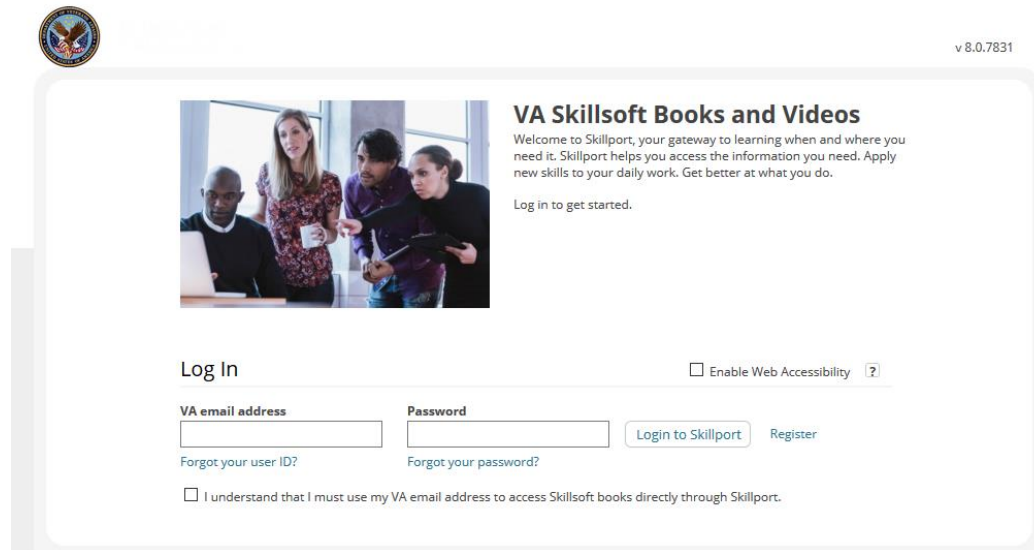 v 8.0.7831
VA Skillsoft Books and Videos
Welcome to Skillport, your gateway to learning when and where you
need it. Skillport helps you access the information you need. Apply
new skills to your daily work. Get better at what you do.
Log in to get started.
Log In
Enable Web Accessibility ?
VA email address Password
Login to Skillport Register
Forgot your user ID? Forgot your password?
I understand that I must use my VA email address to access Skillsoft books directly through Skillport.